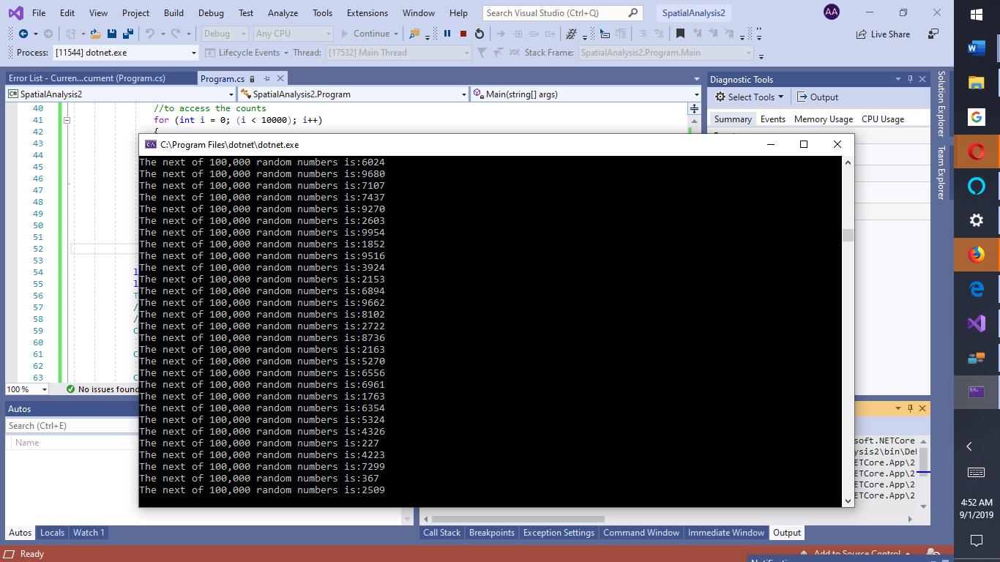 File Edit View Project Build Debug Test Analyze Tools Extensions Window Help Search Visual Studio (Ctrl+Q) SpatialAnalysis2 AA
Debug Any CPU Continue Live Share
Process: [11544] dotnet.exe Lifecycle Events Thread: [17532] Main Thread Stack Frame: SpatialAnalysis2.Program.Main
Error List - Curren...cument (Program.cs) Program.cs
SpatialAnalysis2 SpatialAnalysis2.Program Main(string[] args)
40 //to access the counts
41 for (int i = 0; (i < 10000); i++)
42 {
43
44
45
46
47
48
49
50
51
52
53
54 l
55 l
56 T
57 /
58 /
59 C
60
61 C
62
63 C
100 % No issues found
C:\Program Files\dotnet\dotnet.exe
The next of 100,000 random numbers is:6024
The next of 100,000 random numbers is:9680
The next of 100,000 random numbers is:7107
The next of 100,000 random numbers is:7437
The next of 100,000 random numbers is:9270
The next of 100,000 random numbers is:2603
The next of 100,000 random numbers is:9954
The next of 100,000 random numbers is:1852
The next of 100,000 random numbers is:9516
The next of 100,000 random numbers is:3924
The next of 100,000 random numbers is:2153
The next of 100,000 random numbers is:6894
The next of 100,000 random numbers is:9662
The next of 100,000 random numbers is:8102
The next of 100,000 random numbers is:2722
The next of 100,000 random numbers is:8736
The next of 100,000 random numbers is:2163
The next of 100,000 random numbers is:5270
The next of 100,000 random numbers is:6556
The next of 100,000 random numbers is:6961
The next of 100,000 random numbers is:1763
The next of 100,000 random numbers is:6354
The next of 100,000 random numbers is:5324
The next of 100,000 random numbers is:4326
The next of 100,000 random numbers is:227
The next of 100,000 random numbers is:4223
The next of 100,000 random numbers is:7299
The next of 100,000 random numbers is:367
The next of 100,000 random numbers is:2509
Diagnostic Tools
Select Tools Output
Summary Events Memory Usage CPU Usage
Solution Explorer
Team Explorer
Autos
Search (Ctrl+E)
Name
soft.NETCore
ysis2\bin\De
ETCore.App\2
ETCore.App\2
ETCore.App\2
ETCore.App\2
Autos Locals Watch 1
Call Stack Breakpoints Exception Settings Command Window Immediate Window Output
Ready Add to Source Control
4:52 AM
9/1/2019